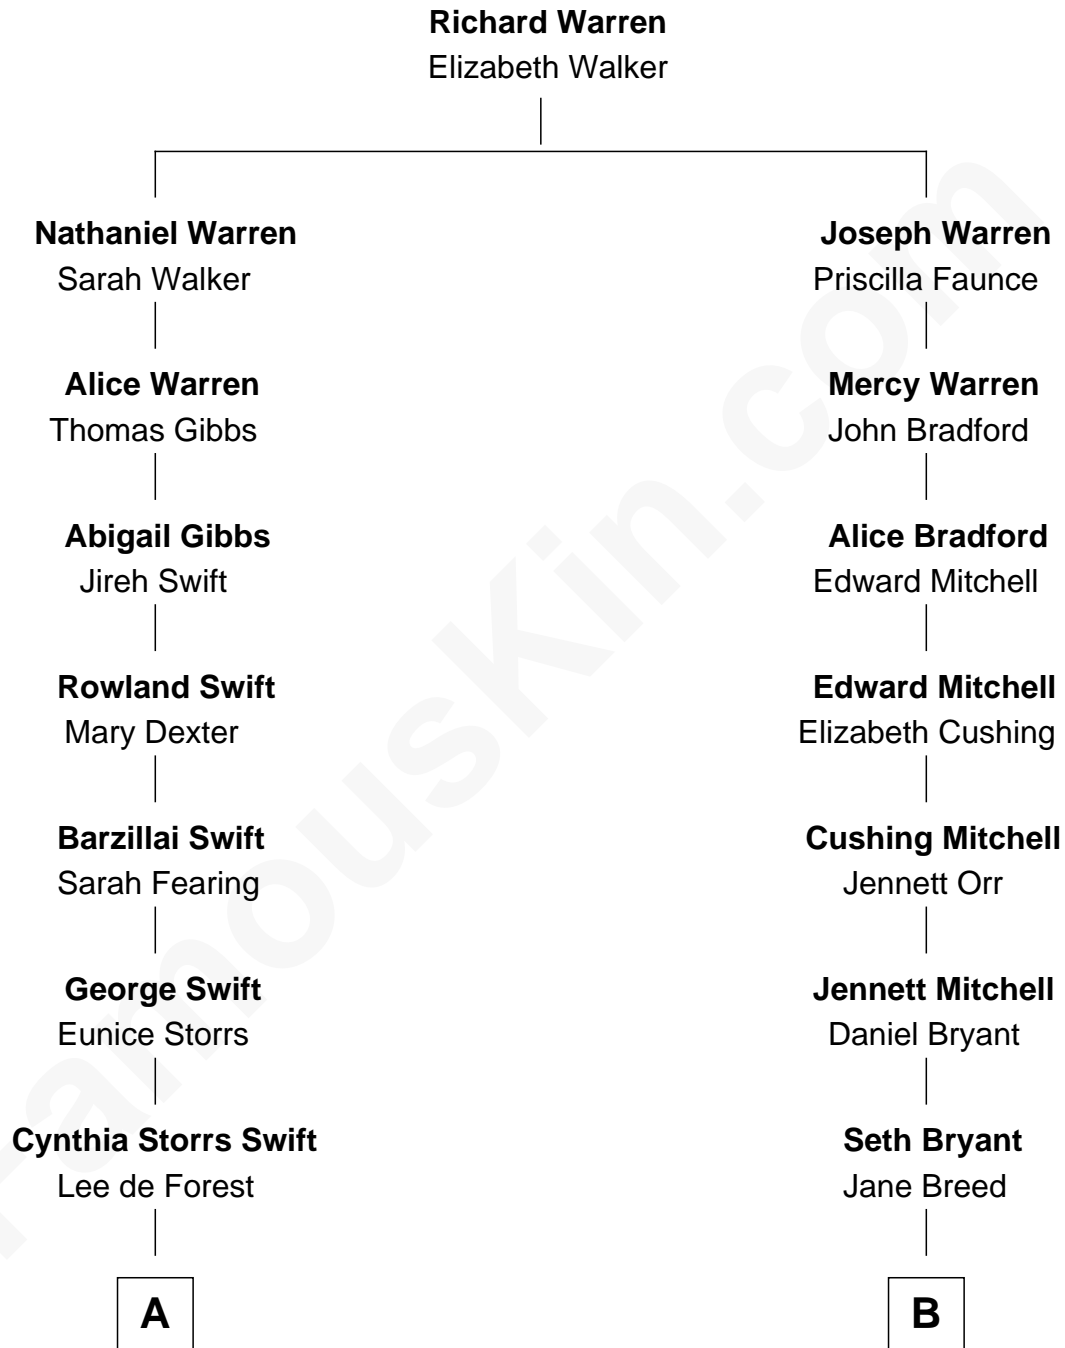 Richard Warren
Elizabeth Walker
Nathaniel Warren
Sarah Walker
Alice Warren
Thomas Gibbs
Abigail Gibbs
Jireh Swift
Rowland Swift
Mary Dexter
Barzillai Swift
Sarah Fearing
George Swift
Eunice Storrs
Cynthia Storrs Swift
Lee de Forest
A
Joseph Warren
Priscilla Faunce
Mercy Warren
John Bradford
Alice Bradford
Edward Mitchell
Edward Mitchell
Elizabeth Cushing
Cushing Mitchell
Jennett Orr
Jennett Mitchell
Daniel Bryant
Seth Bryant
Jane Breed
B
FamousKin.com